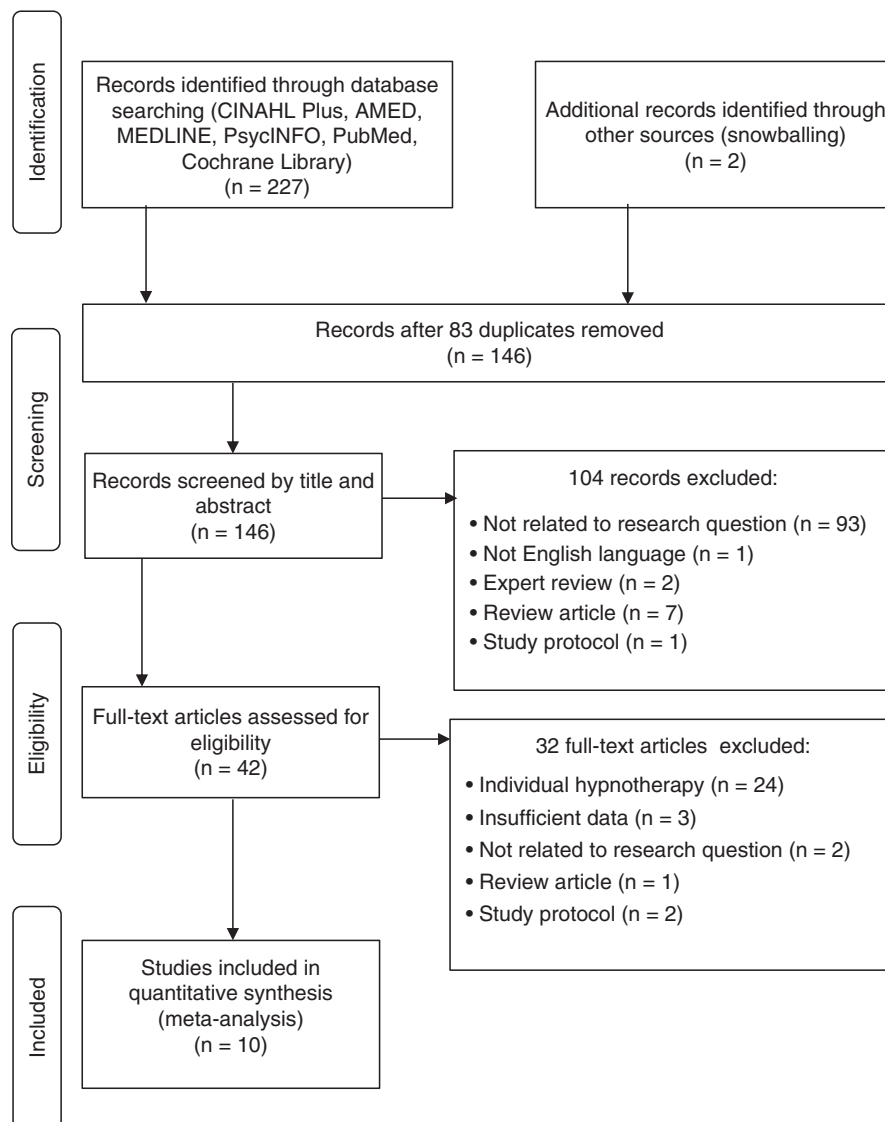 Identification
Records identified through database
searching (CINAHL Plus, AMED,
MEDLINE, PsycINFO, PubMed,
Cochrane Library)
(n = 227)
Additional records identified through
other sources (snowballing)
(n = 2)
Records after 83 duplicates removed
(n = 146)
Screening
Records screened by title and
abstract
(n = 146)
104 records excluded:
• Not related to research question (n = 93)
• Not English language (n = 1)
• Expert review (n = 2)
• Review article (n = 7)
• Study protocol (n = 1)
Eligibility
Full-text articles assessed for
eligibility
(n = 42)
32 full-text articles excluded:
• Individual hypnotherapy (n = 24)
• Insufficient data (n = 3)
• Not related to research question (n = 2)
• Review article (n = 1)
• Study protocol (n = 2)
Included
Studies included in
quantitative synthesis
(meta-analysis)
(n = 10)